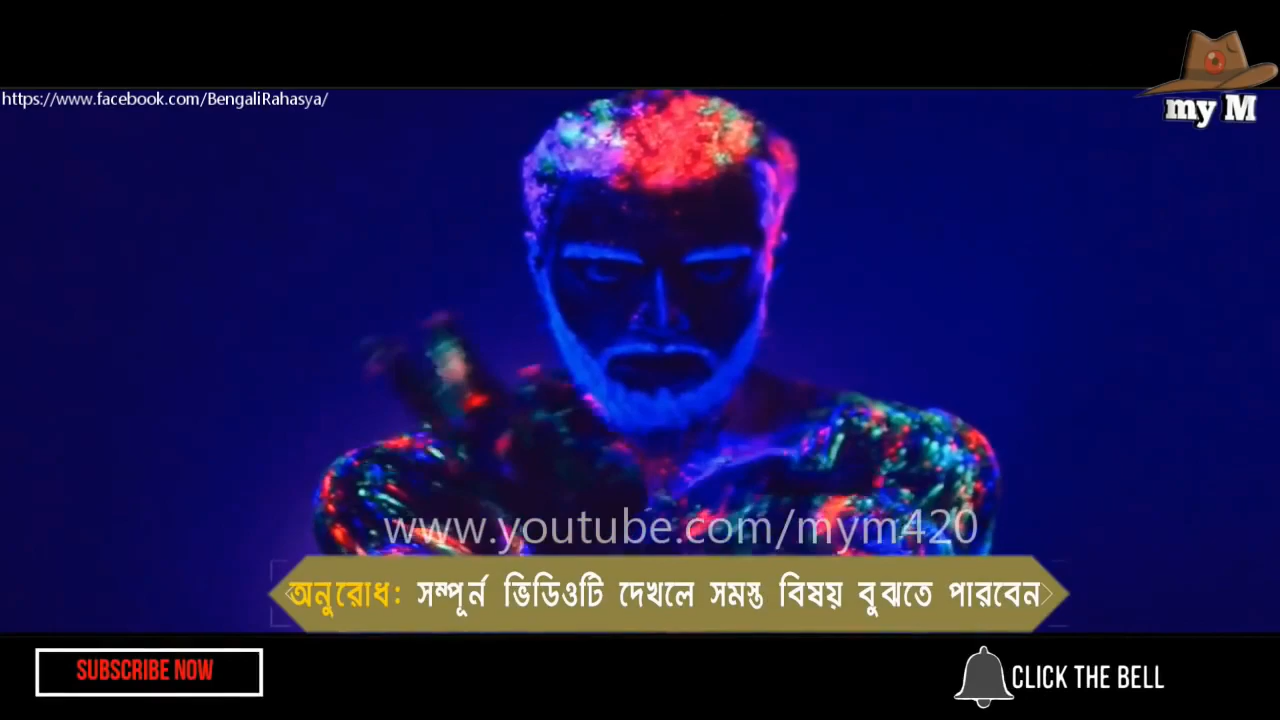 https://www.facebook.com/BengaliRahasya/
my M
www.youtube.com/mym420
অনুরোধ: সম্পূর্ন ভিডিওটি দেখলে সমস্ত বিষয় বুঝতে পারবেন
SUBSCRIBE NOW
CLICK THE BELL